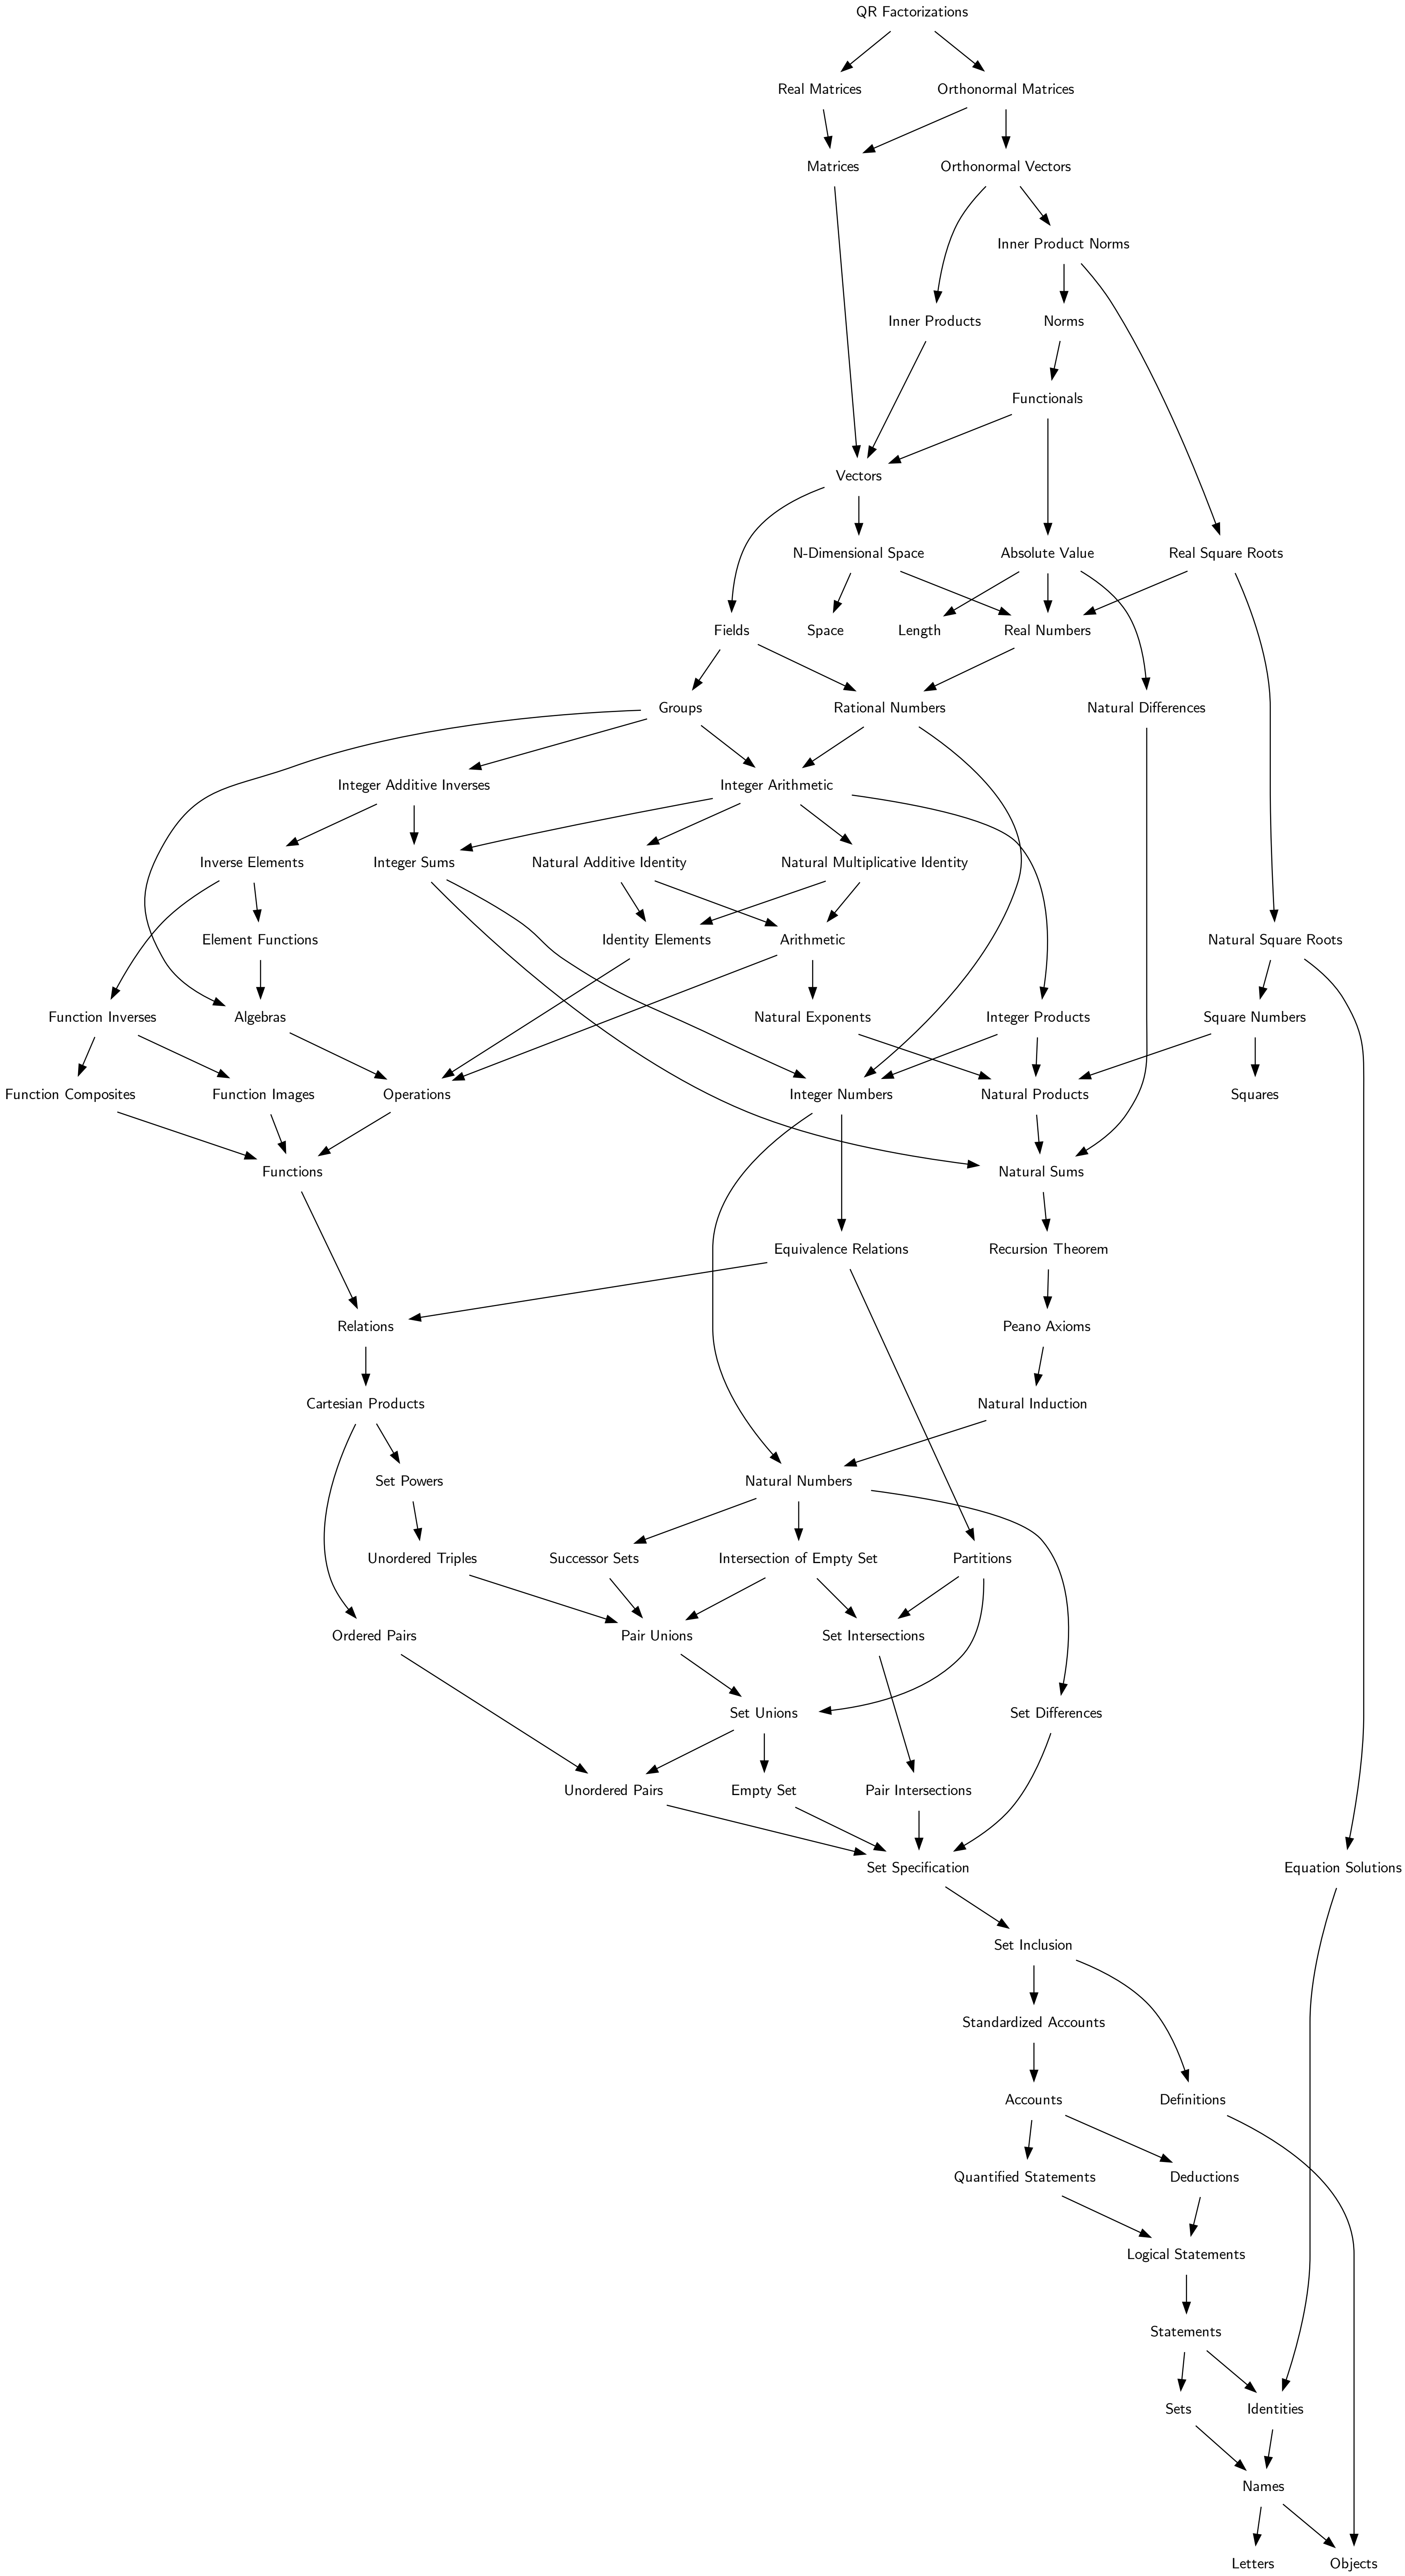 QR Factorizations
Real Matrices
Orthonormal Matrices
Matrices
Orthonormal Vectors
Inner Product Norms
Inner Products
Norms
Functionals
Vectors
N-Dimensional Space
Absolute Value
Real Square Roots
Fields
Space
Length
Real Numbers
Groups
Rational Numbers
Natural Differences
Integer Additive Inverses
Integer Arithmetic
Inverse Elements
Integer Sums
Natural Additive Identity
Natural Multiplicative Identity
Element Functions
Identity Elements
Arithmetic
Natural Square Roots
Function Inverses
Algebras
Natural Exponents
Integer Products
Square Numbers
Function Composites
Function Images
Operations
Integer Numbers
Natural Products
Squares
Functions
Natural Sums
Equivalence Relations
Recursion Theorem
Relations
Peano Axioms
Cartesian Products
Natural Induction
Set Powers
Natural Numbers
Unordered Triples
Successor Sets
Intersection of Empty Set
Partitions
Ordered Pairs
Pair Unions
Set Intersections
Set Unions
Set Differences
Unordered Pairs
Empty Set
Pair Intersections
Set Specification
Equation Solutions
Set Inclusion
Standardized Accounts
Accounts
Definitions
Quantified Statements
Deductions
Logical Statements
Statements
Sets
Identities
Names
Letters
Objects